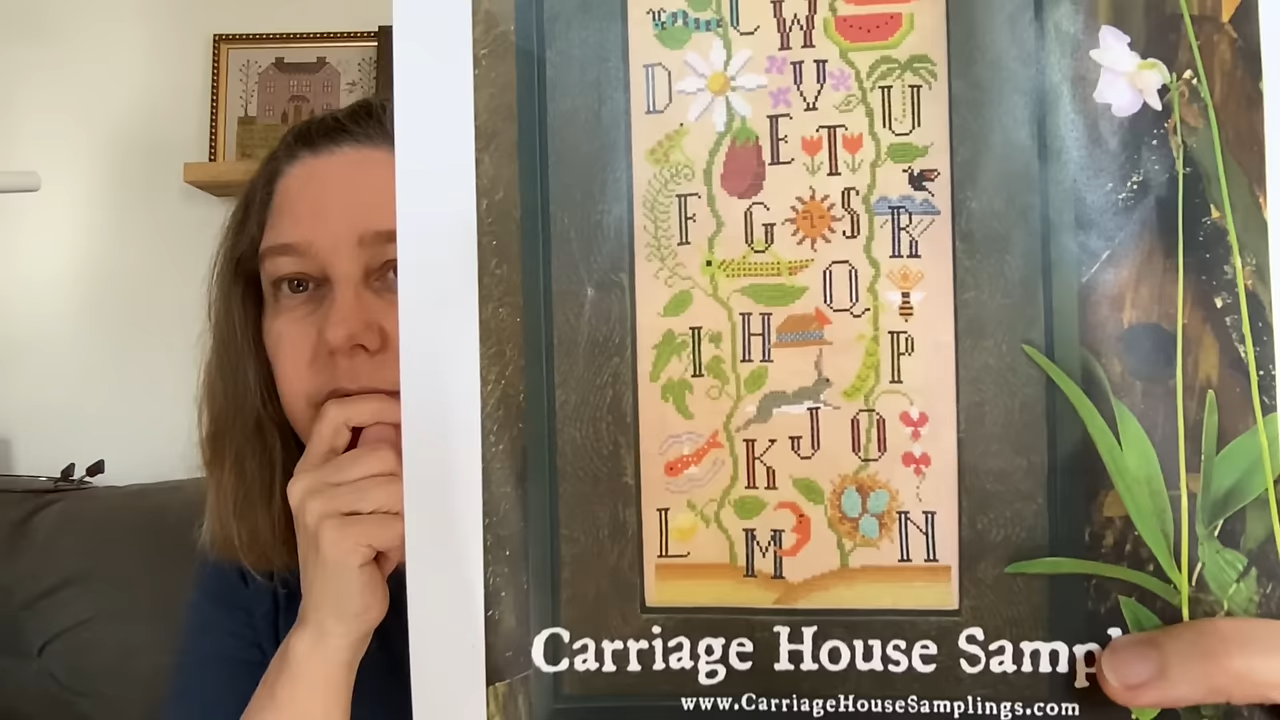 C W
D V U
E T
F G S R
Q
H
I P
J O
K
L M N
Carriage House Samp
www.CarriageHouseSamplings.com